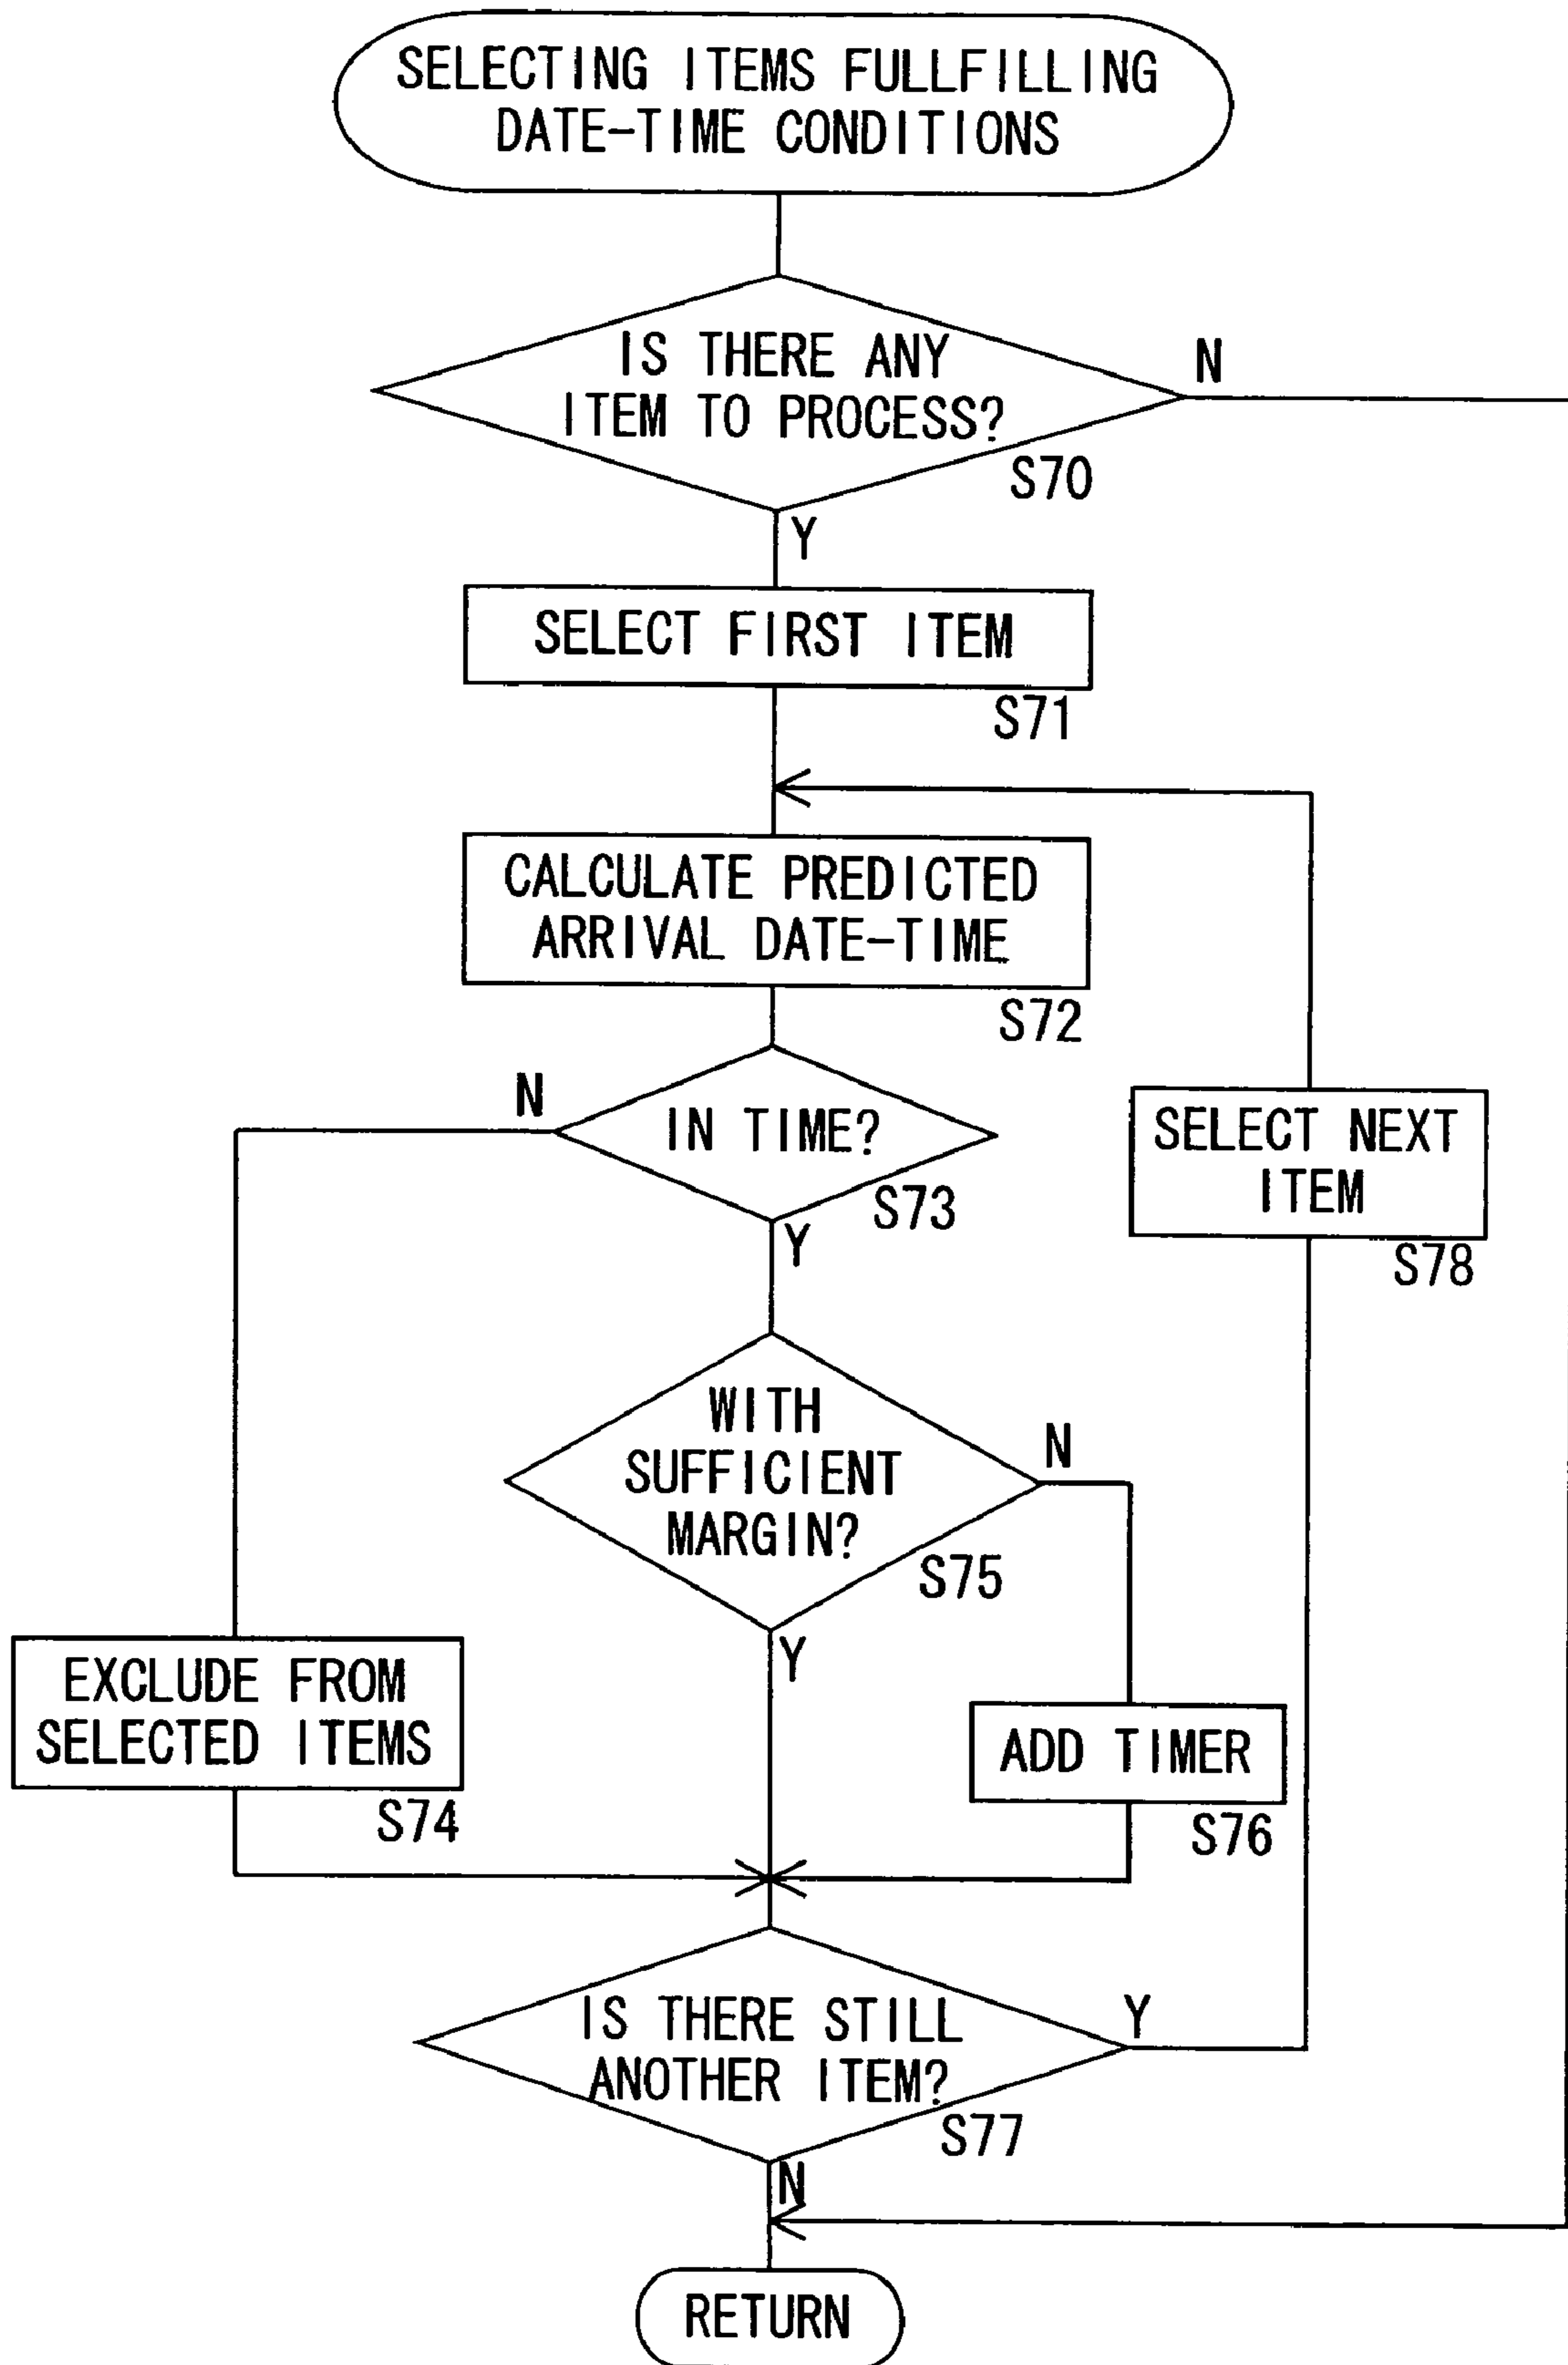 SELECTING ITEMS FULLFILLING
DATE-TIME CONDITIONS
IS THERE ANY
ITEM TO PROCESS?
N
S70
Y
SELECT FIRST ITEM
S71
CALCULATE PREDICTED
ARRIVAL DATE-TIME
S72
N
IN TIME?
S73
Y
SELECT NEXT
ITEM
S78
WITH
SUFFICIENT
MARGIN?
N
S75
Y
EXCLUDE FROM
SELECTED ITEMS
S74
ADD TIMER
S76
IS THERE STILL
ANOTHER ITEM?
Y
S77
N
RETURN